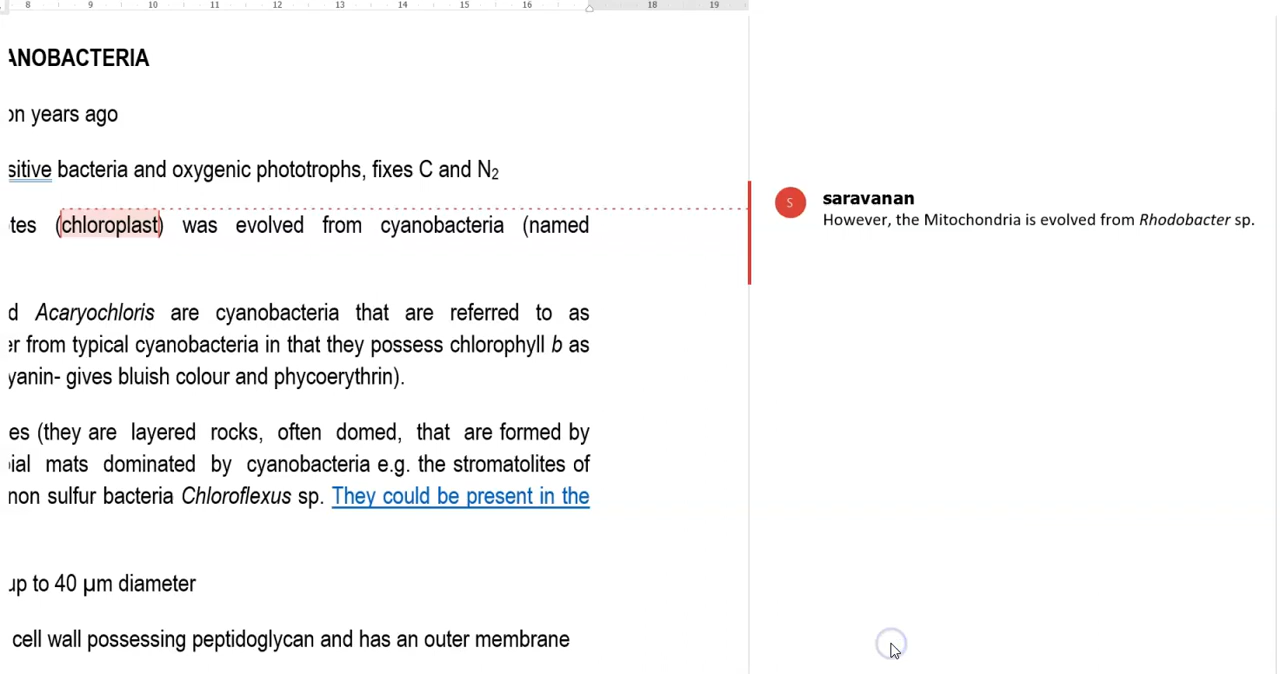 8 9 10 11 12 13 14 15 16 18 19
ANOBACTERIA
on years ago
sitive bacteria and oxygenic phototrophs, fixes C and N2
tes (chloroplast) was evolved from cyanobacteria (named
S
saravanan
However, the Mitochondria is evolved from Rhodobacter sp.
d Acaryochloris are cyanobacteria that are referred to as
er from typical cyanobacteria in that they possess chlorophyll b as
yanin- gives bluish colour and phycoerythrin).
es (they are layered rocks, often domed, that are formed by
ial mats dominated by cyanobacteria e.g. the stromatolites of
non sulfur bacteria Chloroflexus sp. They could be present in the
up to 40 µm diameter
cell wall possessing peptidoglycan and has an outer membrane